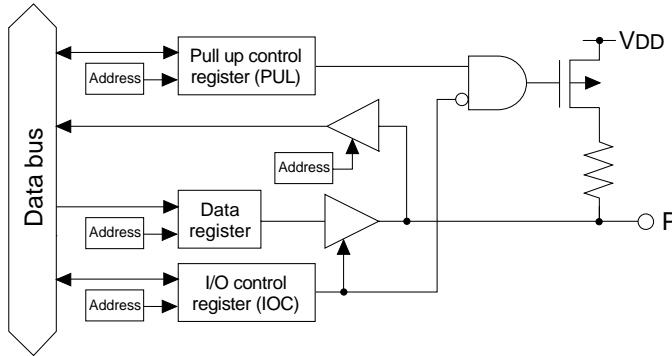 Data bus
Address
Pull up control
register (PUL)
VDD
Address
Address
Data
register
P
Address
I/O control
register (IOC)